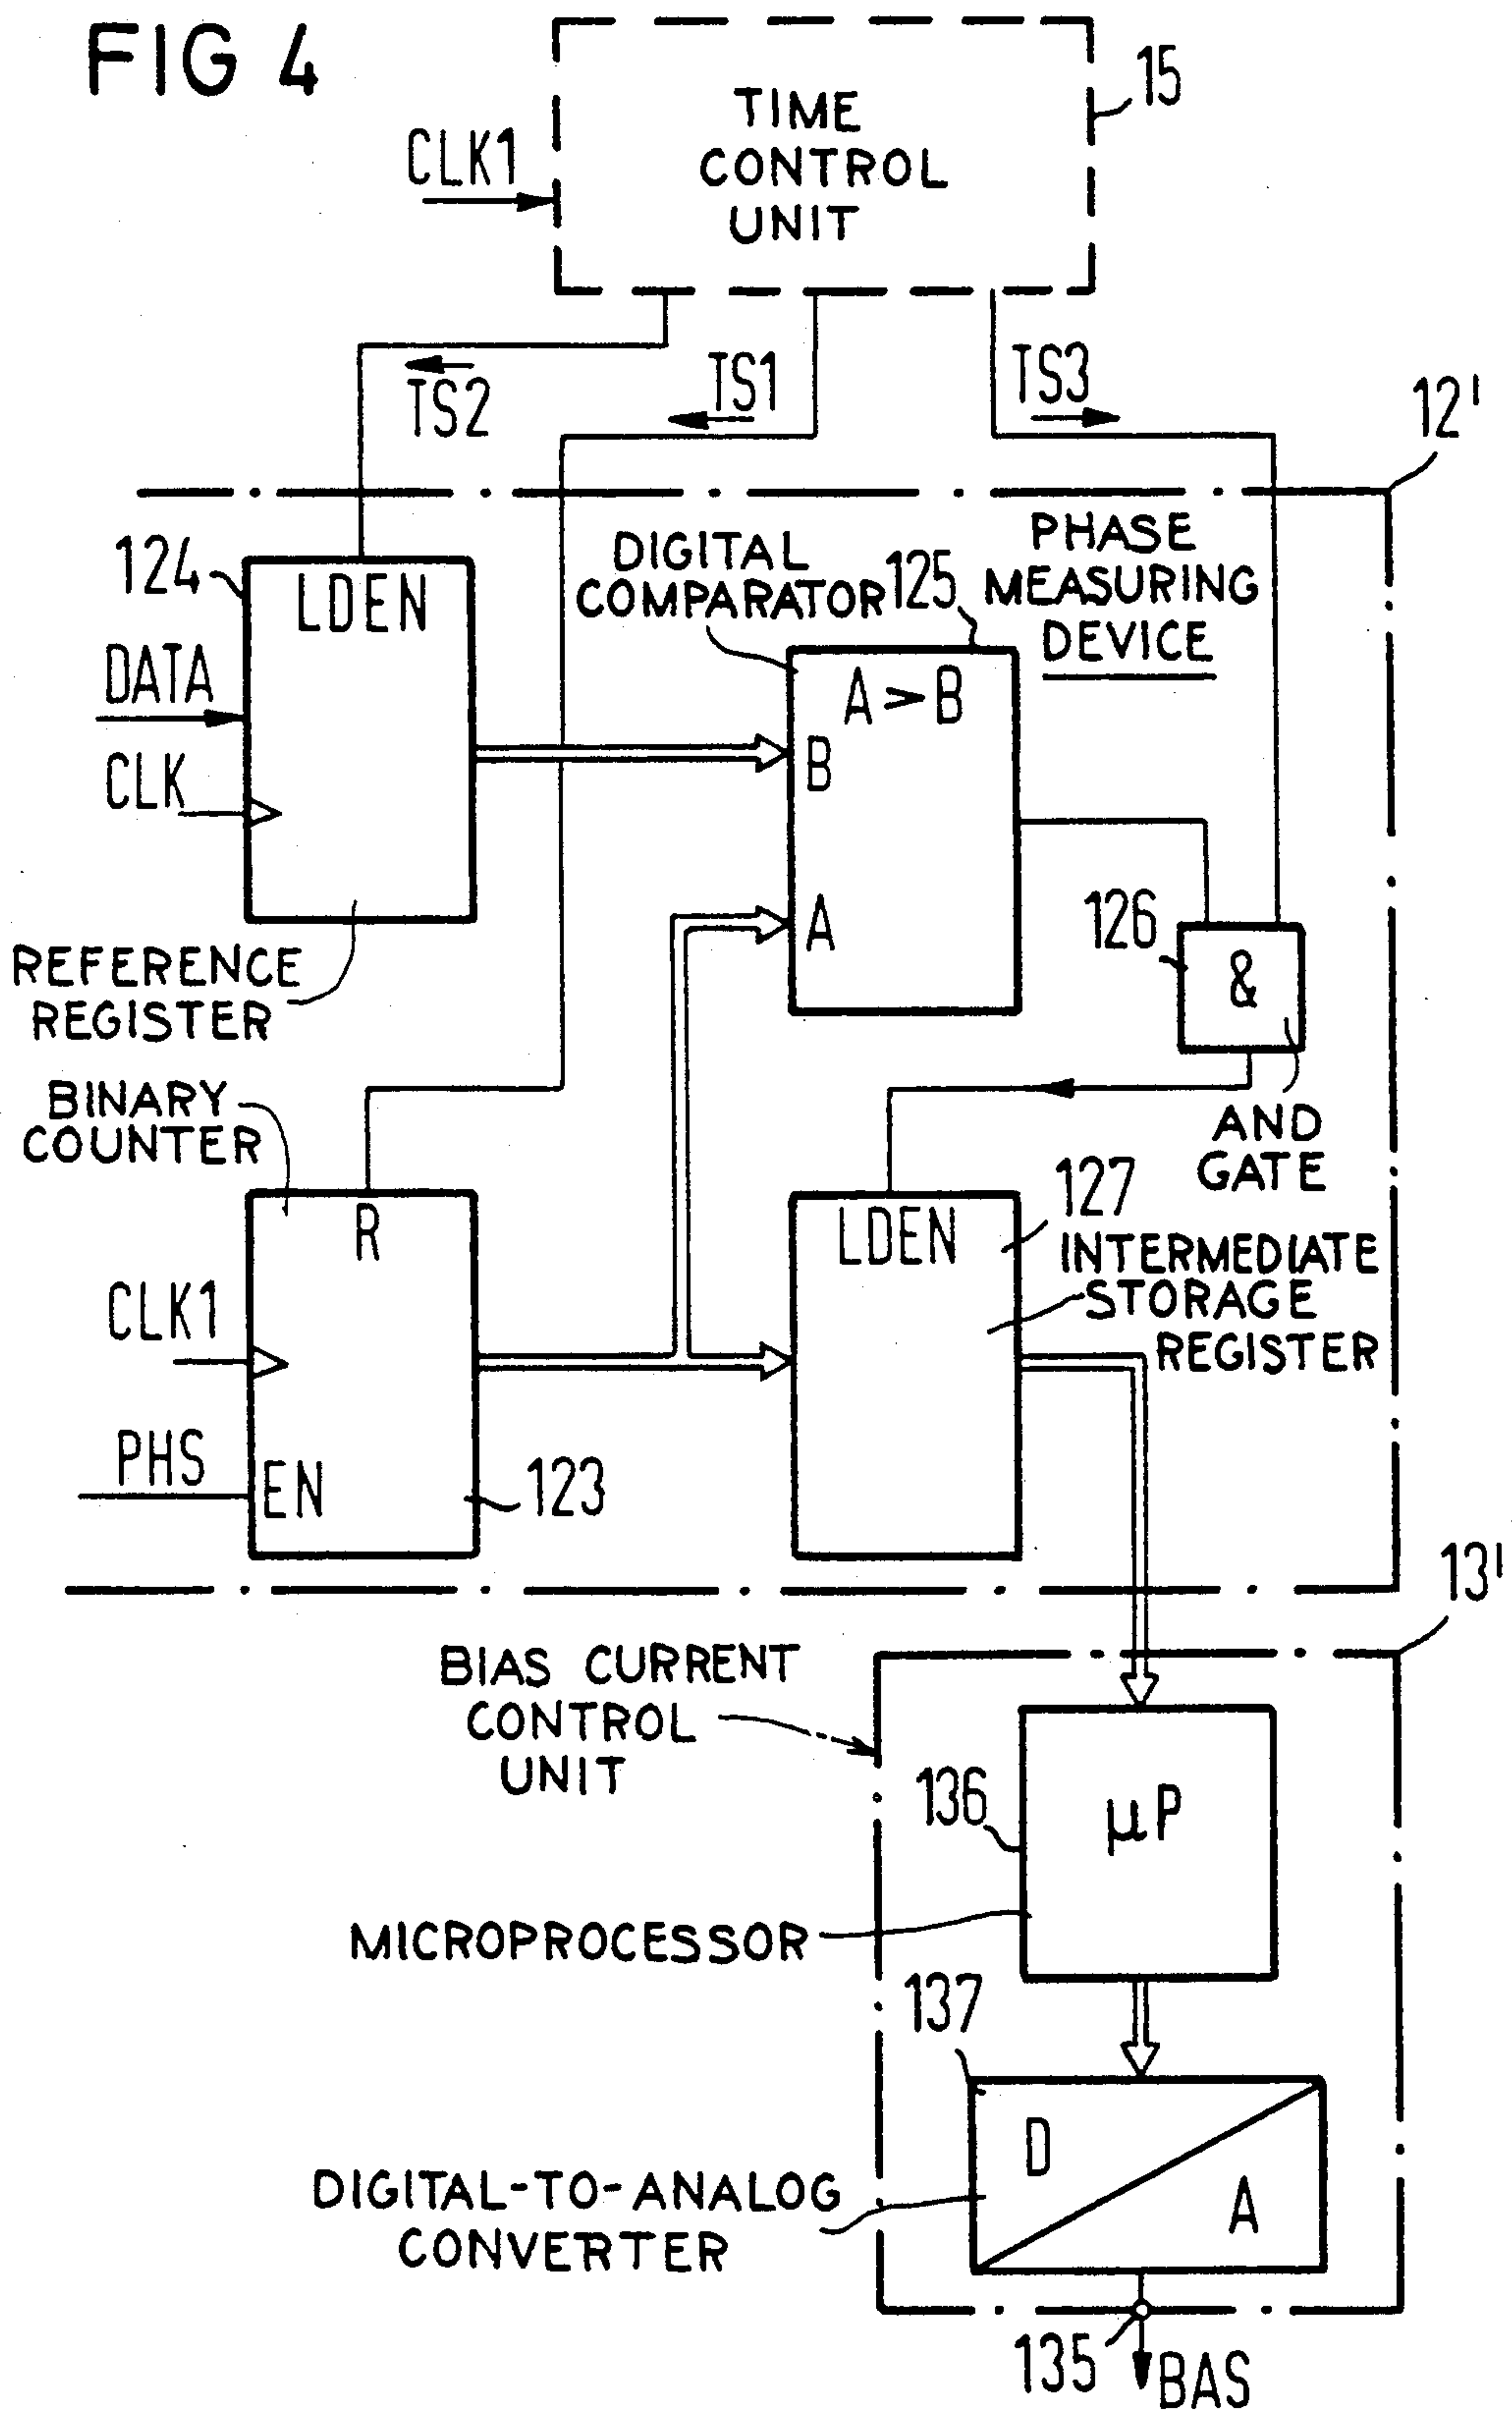 FIG 4
TIME
CONTROL
UNIT
15
CLK1
TS2
TS1
TS3
12'
124
LDEN
DATA
CLK
REFERENCE
REGISTER
DIGITAL
COMPARATOR
125
PHASE
MEASURING
DEVICE
A > B
B
A
126
&
AND
GATE
BINARY
COUNTER
R
CLK1
PHS
EN
123
LDEN
127
INTERMEDIATE
STORAGE
REGISTER
13'
BIAS CURRENT
CONTROL
UNIT
136
µP
MICROPROCESSOR
137
D
A
DIGITAL-TO-ANALOG
CONVERTER
135
BAS